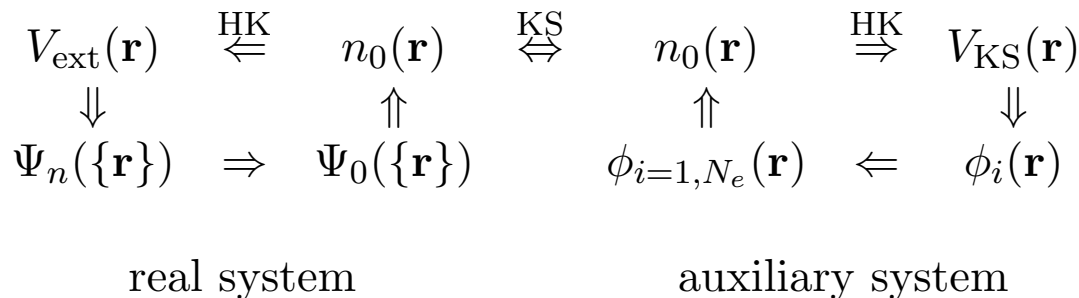 HK KS HK
V_ext(r) ⇐ n_0(r) ⇔ n_0(r) ⇒ V_KS(r)
⇓ ⇑ ⇑ ⇓
Ψ_n({r}) ⇒ Ψ_0({r}) ϕ_{i=1,N_e}(r) ⇐ ϕ_i(r)
real system auxiliary system